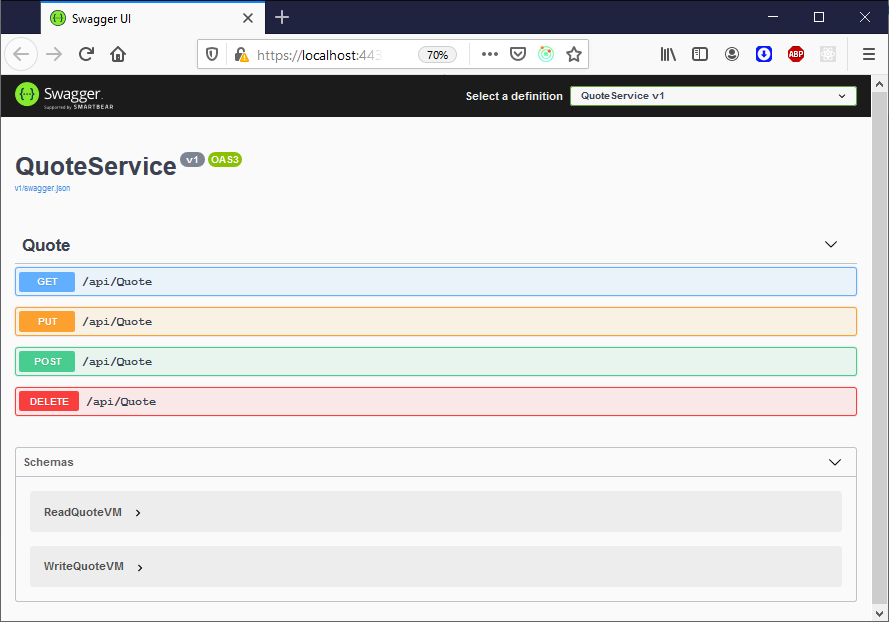 Swagger UI
https://localhost:443
70%
ABP
Swagger.
Supported by SMARTBEAR
Select a definition
QuoteService v1
QuoteService v1 OAS3
v1/swagger.json
Quote
GET /api/Quote
PUT /api/Quote
POST /api/Quote
DELETE /api/Quote
Schemas
ReadQuoteVM
WriteQuoteVM